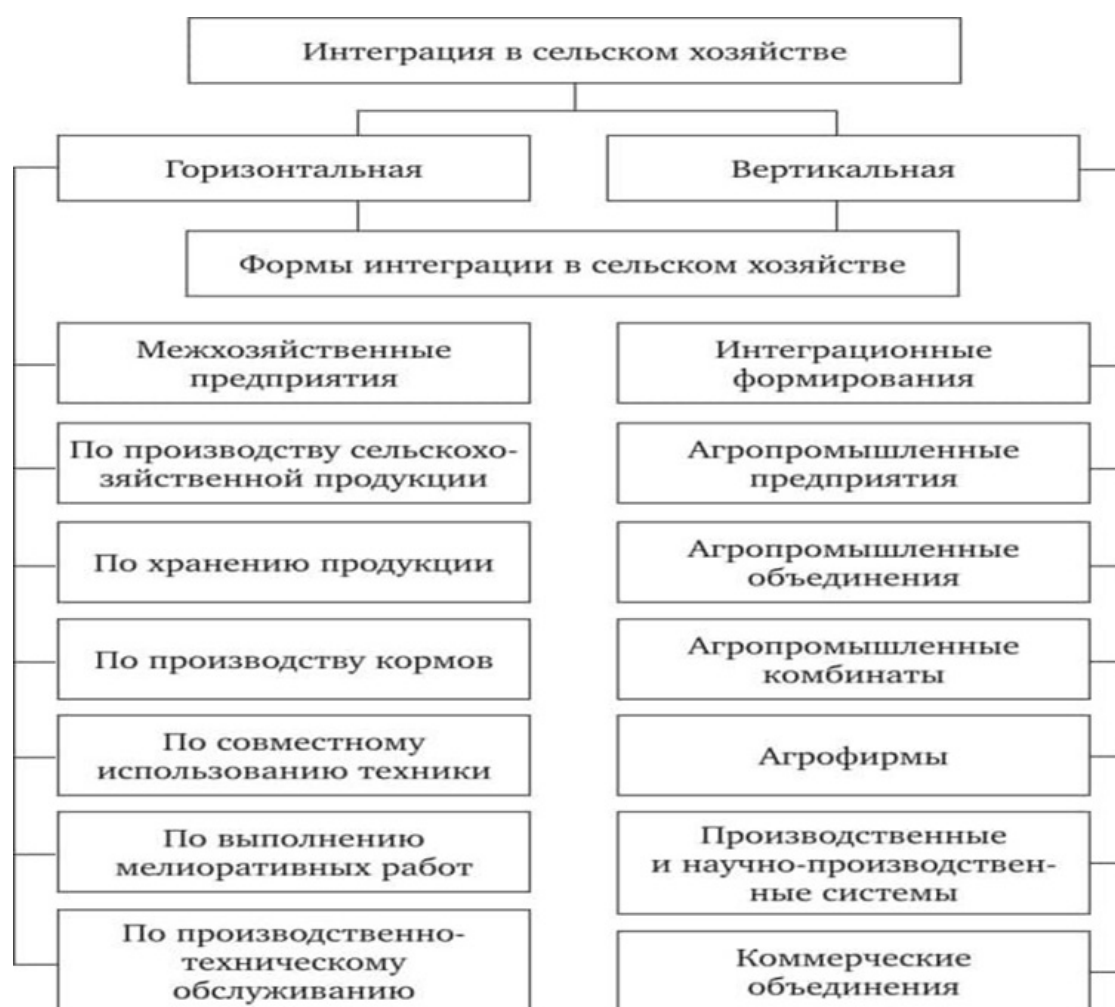 Интеграция в сельском хозяйстве
Горизонтальная
Вертикальная
Формы интеграции в сельском хозяйстве
Межхозяйственные
предприятия
По производству сельскохо-
зяйственной продукции
По хранению продукции
По производству кормов
По совместному
использованию техники
По выполнению
мелиоративных работ
По производственно-
техническому
обслуживанию
Интеграционные
формирования
Агропромышленные
предприятия
Агропромышленные
объединения
Агропромышленные
комбинаты
Агрофирмы
Производственные
и научно-производствен-
ные системы
Коммерческие
объединения